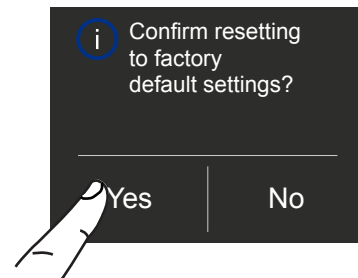 i
Confirm resetting
to factory
default settings?
Yes
No